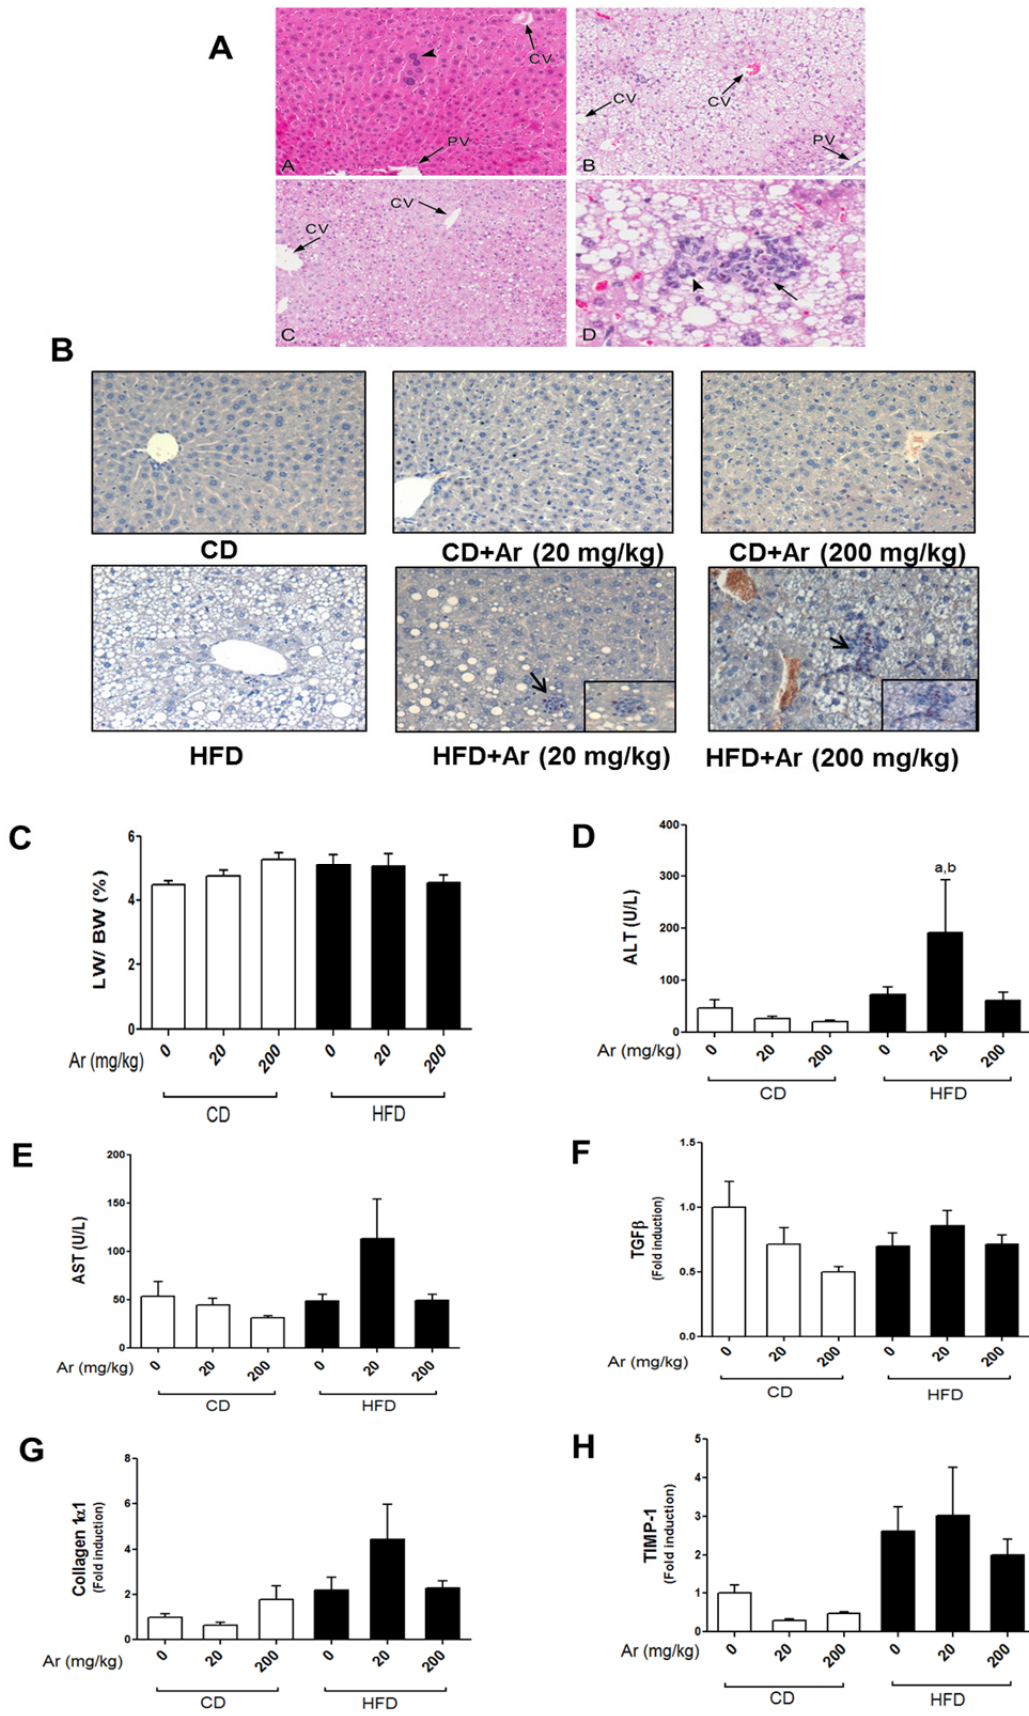 A
CV
PV
A
CV
CV
PV
B
CV
CV
C
D
B
CD
CD+Ar (20 mg/kg)
CD+Ar (200 mg/kg)
HFD
HFD+Ar (20 mg/kg)
HFD+Ar (200 mg/kg)
C
LW/ BW (%)
6
4
2
0
Ar (mg/kg)
0 20 200 0 20 200
CD HFD
D
ALT (U/L)
400
300
200
100
0
a,b
Ar (mg/kg)
0 20 200 0 20 200
CD HFD
E
AST (U/L)
200
150
100
50
0
Ar (mg/kg)
0 20 200 0 20 200
CD HFD
F
TGFβ
(Fold induction)
1.5
1.0
0.5
0.0
Ar (mg/kg)
0 20 200 0 20 200
CD HFD
G
Collagen 1α1
(Fold induction)
8
6
4
2
0
Ar (mg/kg)
0 20 200 0 20 200
CD HFD
H
TIMP-1
(Fold induction)
5
4
3
2
1
0
Ar (mg/kg)
0 20 200 0 20 200
CD HFD